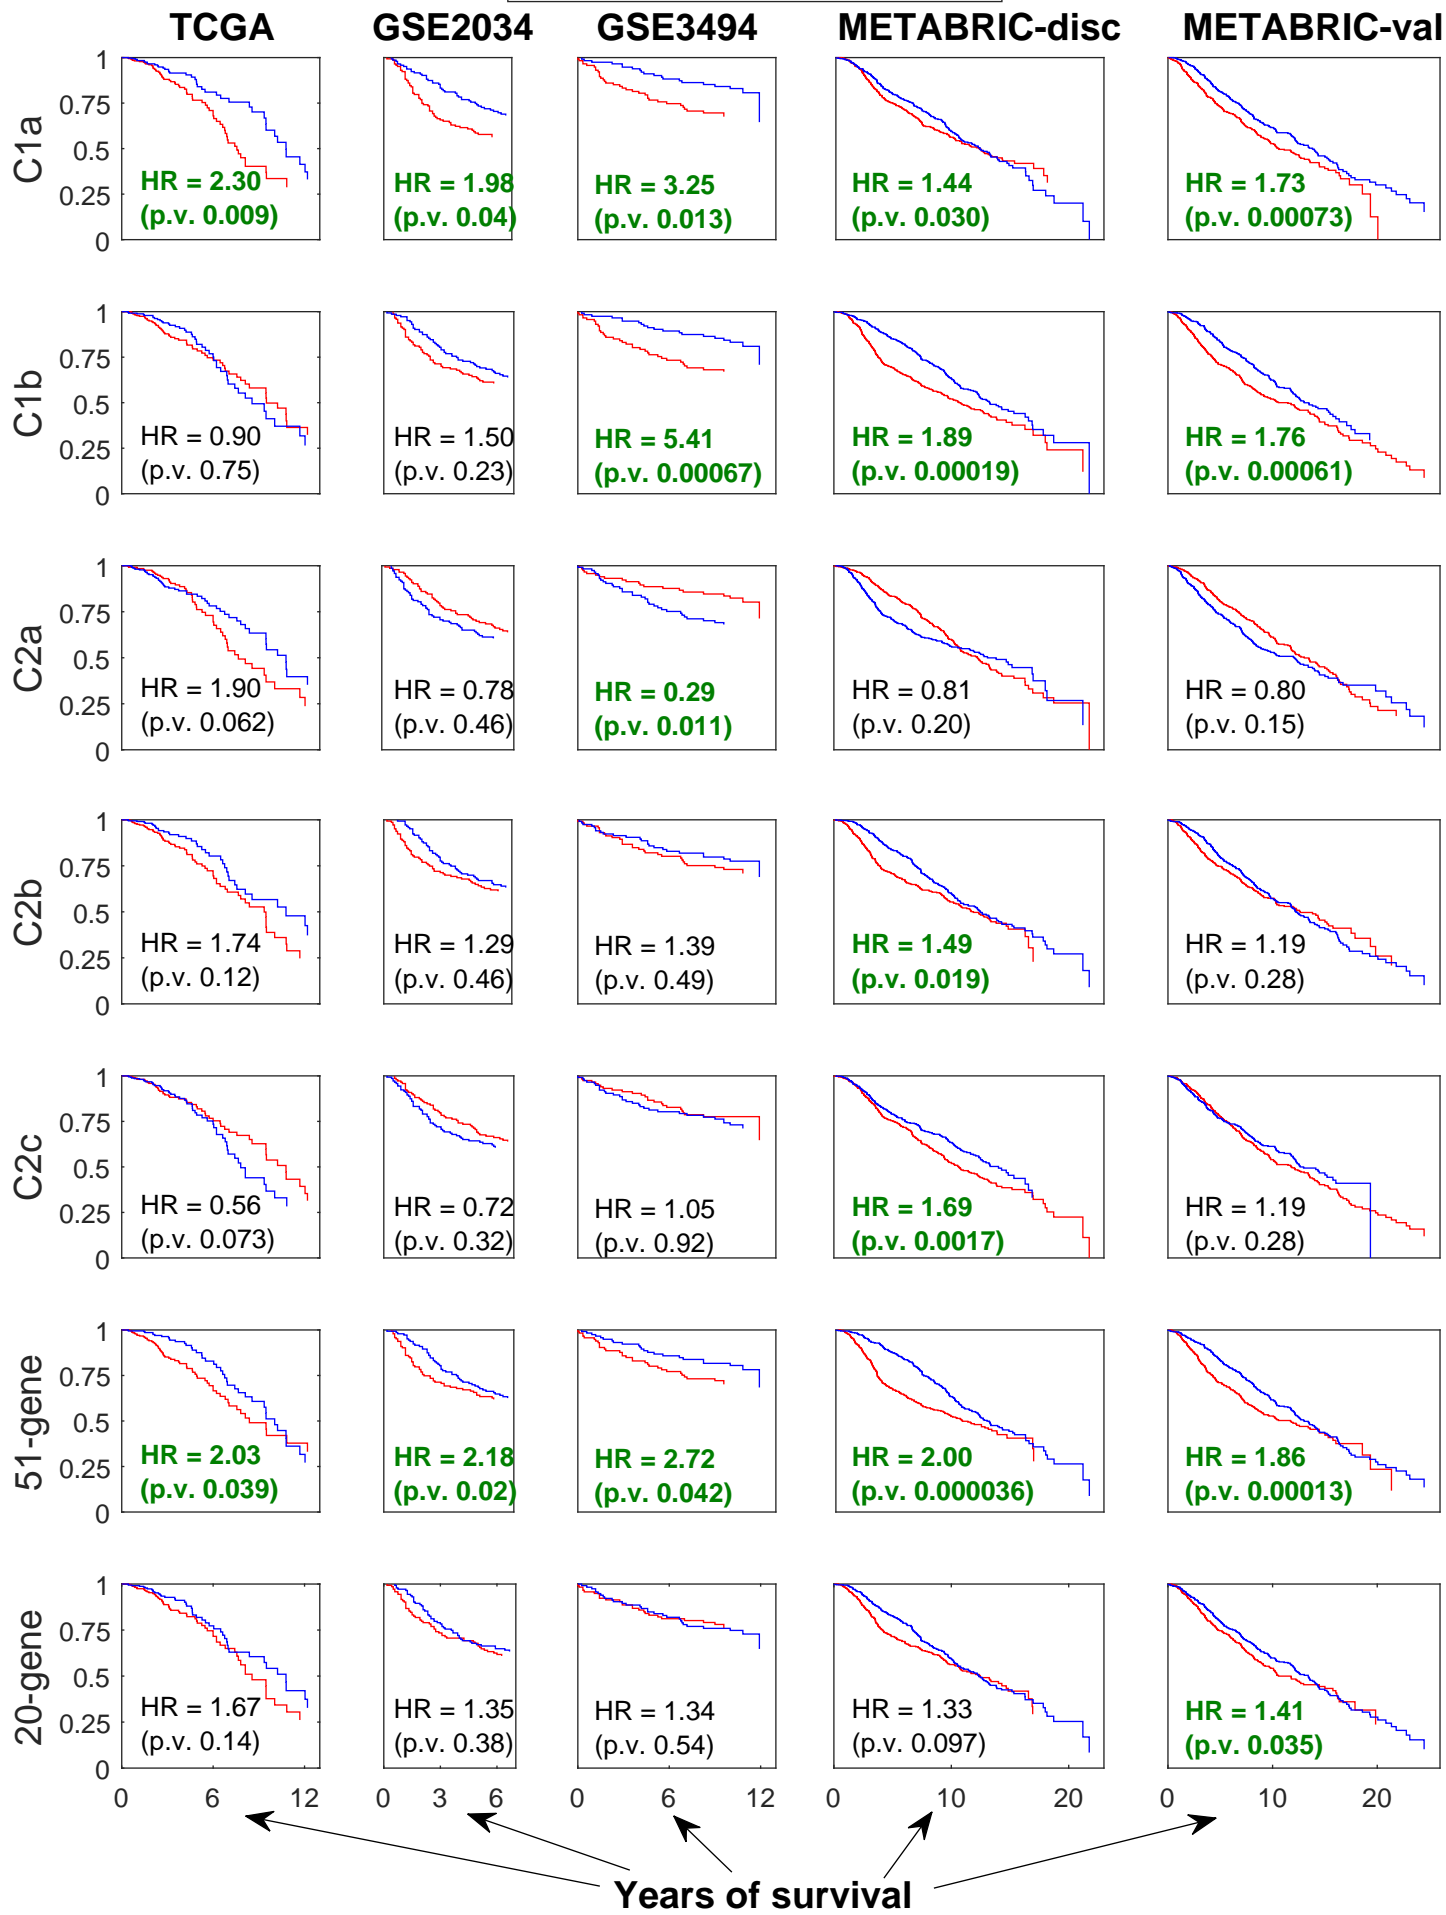 TCGA GSE2034 GSE3494 METABRIC-disc METABRIC-val
C1a
1
0.75
0.5
0.25
0
HR = 2.30
(p.v. 0.009)
HR = 1.98
(p.v. 0.04)
HR = 3.25
(p.v. 0.013)
HR = 1.44
(p.v. 0.030)
HR = 1.73
(p.v. 0.00073)
C1b
1
0.75
0.5
0.25
0
HR = 0.90
(p.v. 0.75)
HR = 1.50
(p.v. 0.23)
HR = 5.41
(p.v. 0.00067)
HR = 1.89
(p.v. 0.00019)
HR = 1.76
(p.v. 0.00061)
C2a
1
0.75
0.5
0.25
0
HR = 1.90
(p.v. 0.062)
HR = 0.78
(p.v. 0.46)
HR = 0.29
(p.v. 0.011)
HR = 0.81
(p.v. 0.20)
HR = 0.80
(p.v. 0.15)
C2b
1
0.75
0.5
0.25
0
HR = 1.74
(p.v. 0.12)
HR = 1.29
(p.v. 0.46)
HR = 1.39
(p.v. 0.49)
HR = 1.49
(p.v. 0.019)
HR = 1.19
(p.v. 0.28)
C2c
1
0.75
0.5
0.25
0
HR = 0.56
(p.v. 0.073)
HR = 0.72
(p.v. 0.32)
HR = 1.05
(p.v. 0.92)
HR = 1.69
(p.v. 0.0017)
HR = 1.19
(p.v. 0.28)
51-gene
1
0.75
0.5
0.25
0
HR = 2.03
(p.v. 0.039)
HR = 2.18
(p.v. 0.02)
HR = 2.72
(p.v. 0.042)
HR = 2.00
(p.v. 0.000036)
HR = 1.86
(p.v. 0.00013)
20-gene
1
0.75
0.5
0.25
0
HR = 1.67
(p.v. 0.14)
HR = 1.35
(p.v. 0.38)
HR = 1.34
(p.v. 0.54)
HR = 1.33
(p.v. 0.097)
HR = 1.41
(p.v. 0.035)
0 6 12 0 3 6 0 6 12 0 10 20 0 10 20
Years of survival